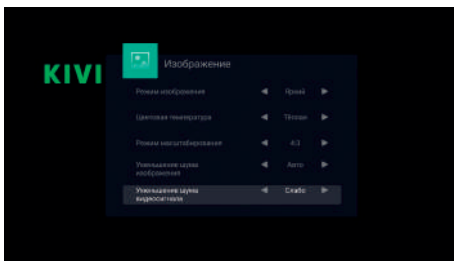 KIVI
Изображение
Режим изображения ◀ Яркий ▶
Цветовая температура ◀ Тёплая ▶
Режим масштабирования ◀ 4:3 ▶
Уменьшение шума
изображения ◀ Авто ▶
Уменьшение шума
видеосигнала ◀ Слабо ▶